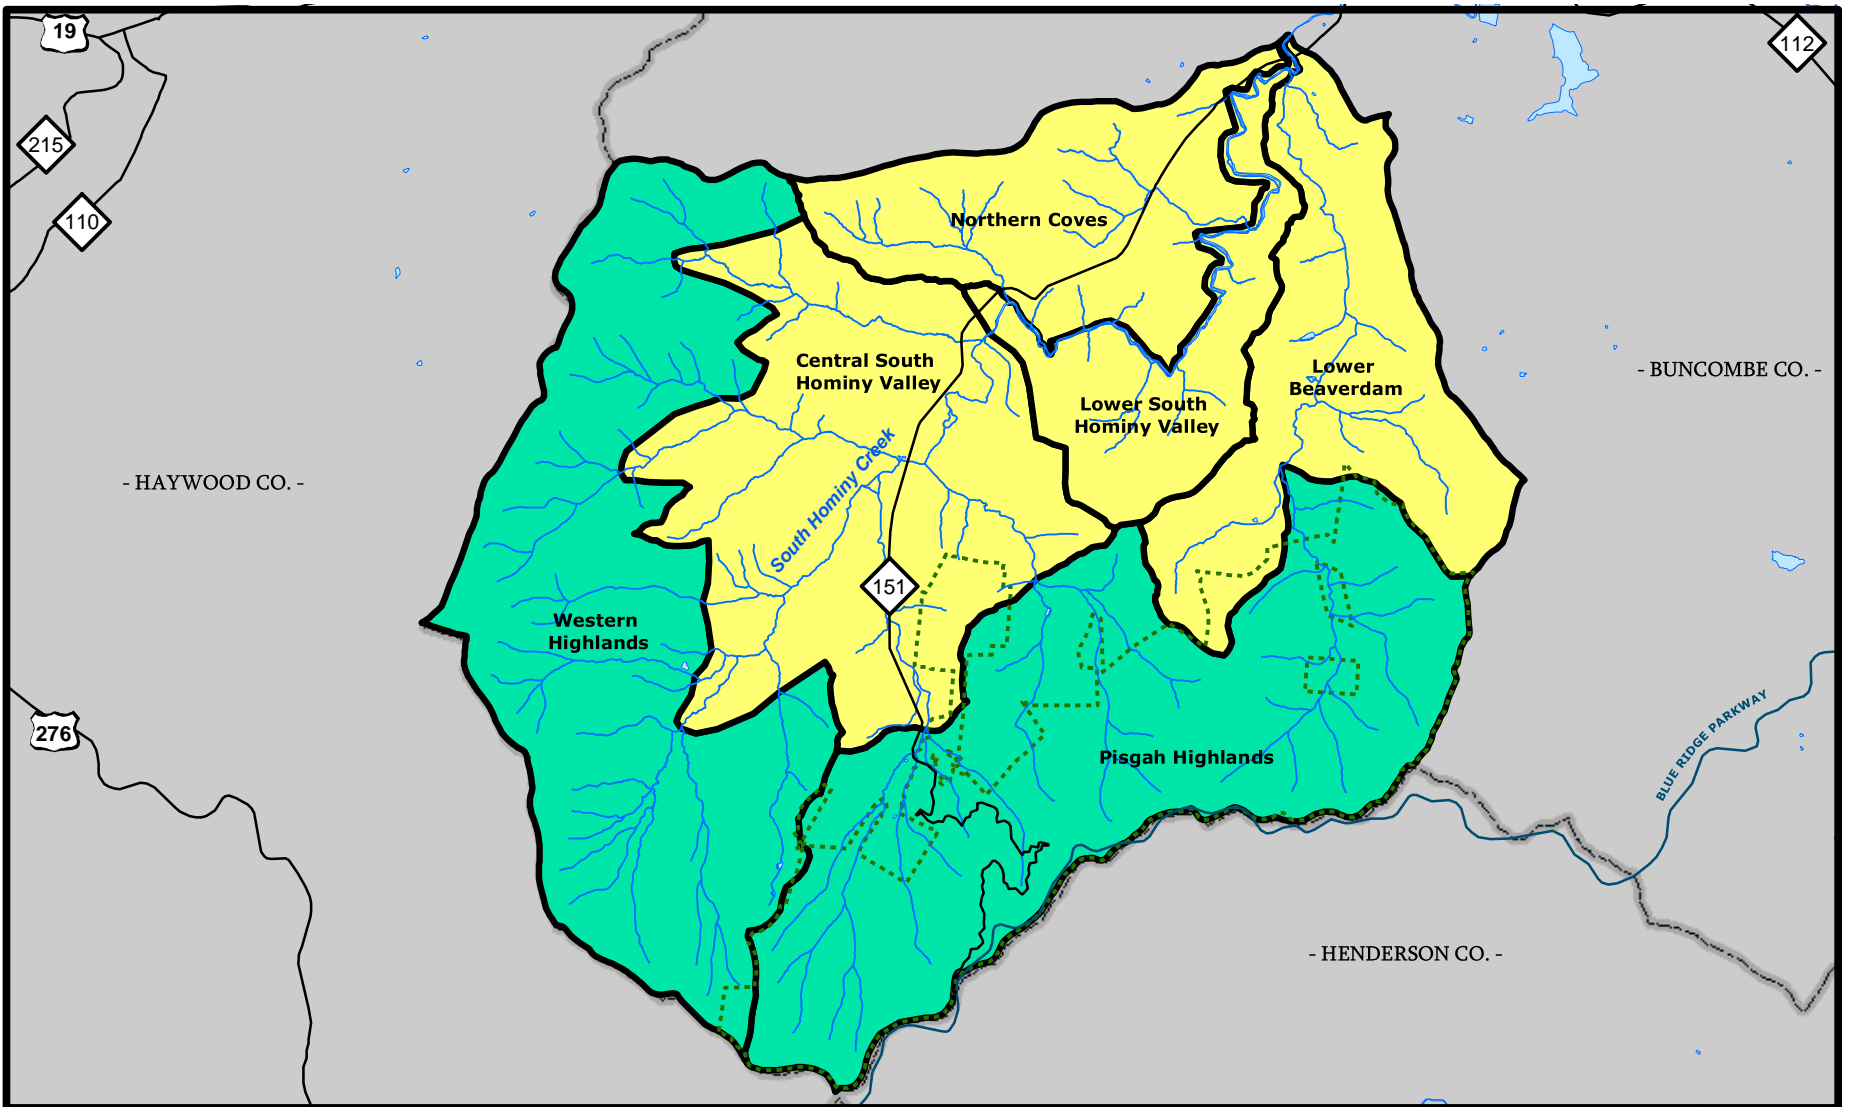 19
112
215
110
Northern Coves
Central South
Hominy Valley
Lower
Beaverdam
- BUNCOMBE CO. -
Lower South
Hominy Valley
South Hominy Creek
- HAYWOOD CO. -
151
Western
Highlands
276
BLUE RIDGE PARKWAY
Pisgah Highlands
- HENDERSON CO. -